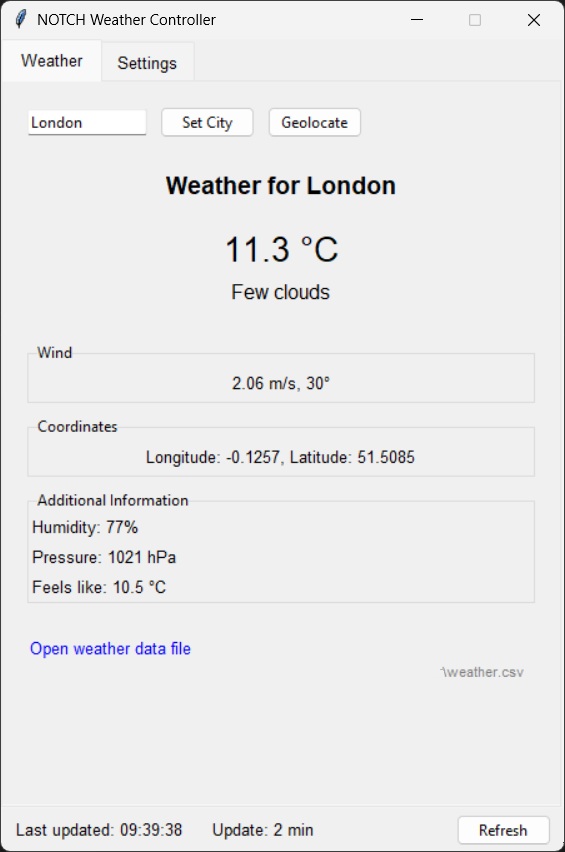 NOTCH Weather Controller
Weather Settings
London Set City Geolocate
Weather for London
11.3 °C
Few clouds
Wind
2.06 m/s, 30°
Coordinates
Longitude: -0.1257, Latitude: 51.5085
Additional Information
Humidity: 77%
Pressure: 1021 hPa
Feels like: 10.5 °C
Open weather data file
\weather.csv
Last updated: 09:39:38 Update: 2 min Refresh